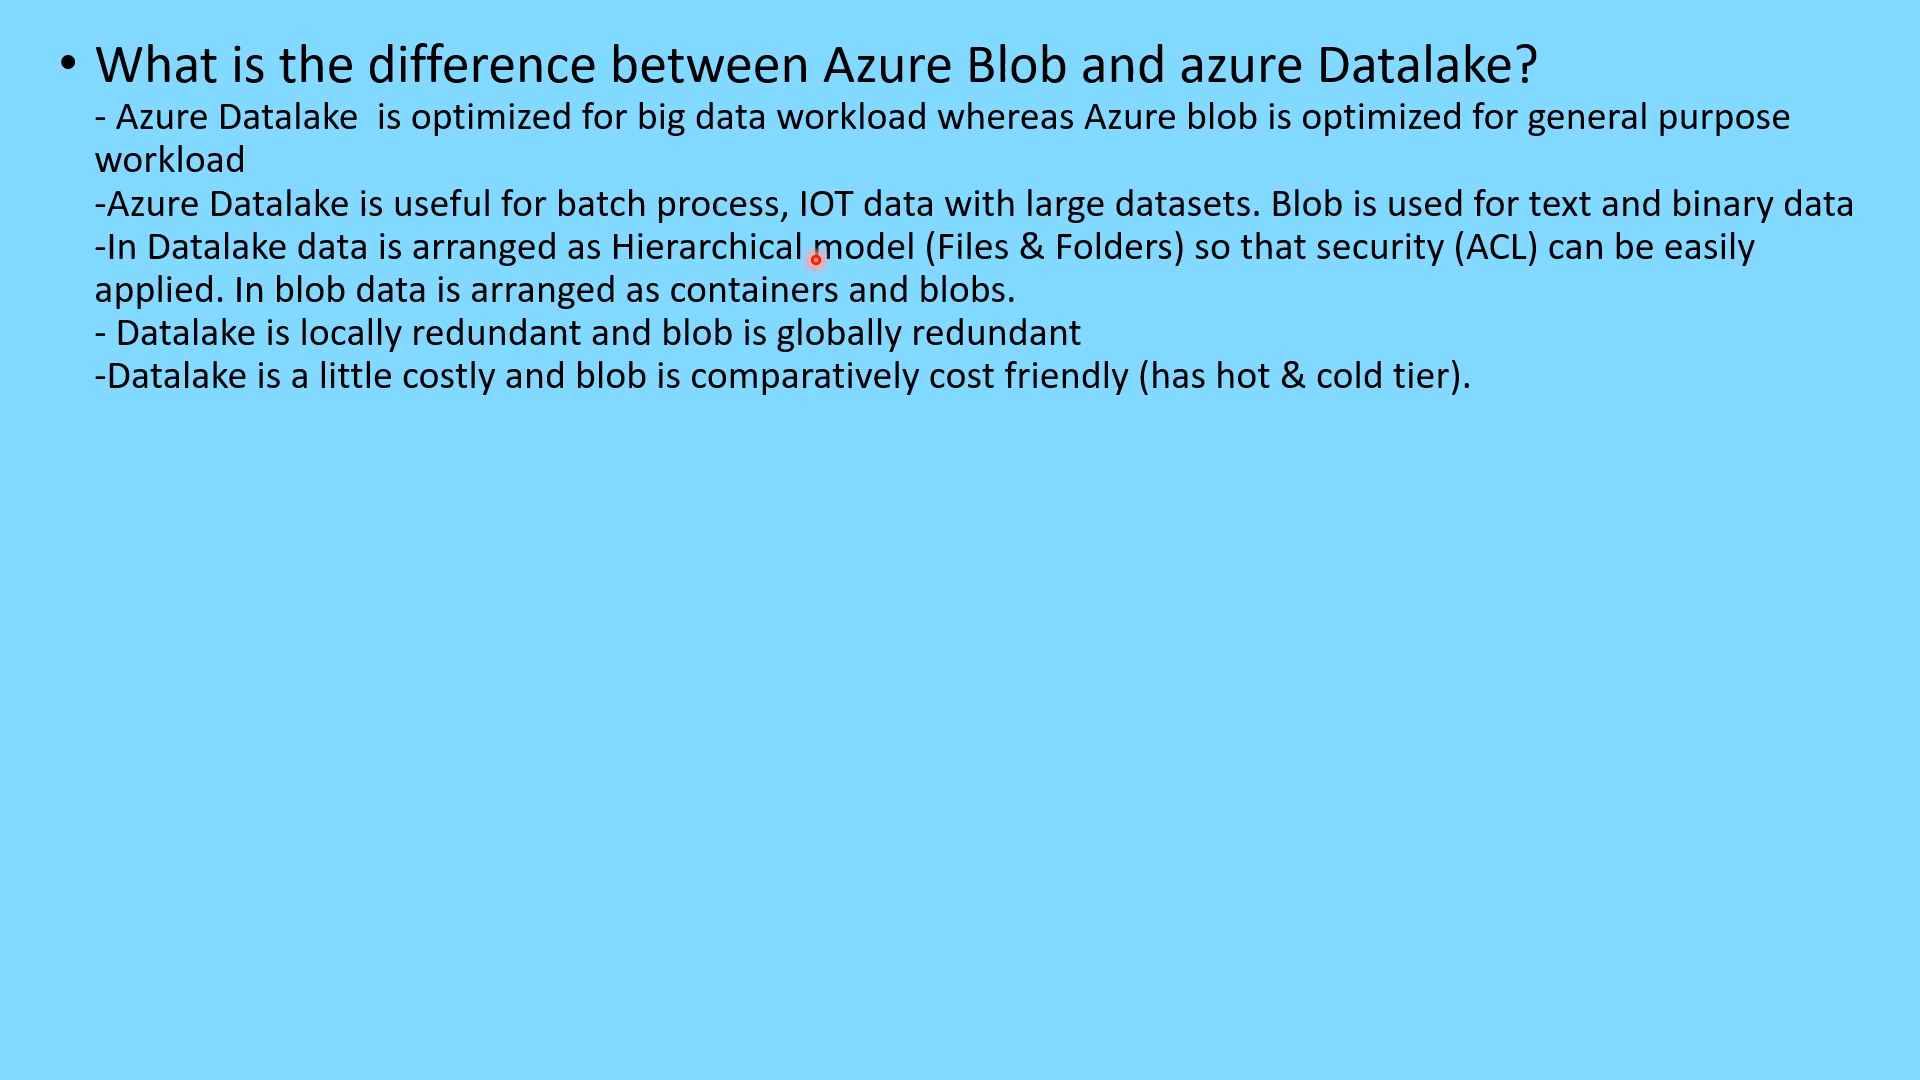 • What is the difference between Azure Blob and azure Datalake?
- Azure Datalake  is optimized for big data workload whereas Azure blob is optimized for general purpose
workload
-Azure Datalake is useful for batch process, IOT data with large datasets. Blob is used for text and binary data
-In Datalake data is arranged as Hierarchical model (Files & Folders) so that security (ACL) can be easily
applied. In blob data is arranged as containers and blobs.
- Datalake is locally redundant and blob is globally redundant
-Datalake is a little costly and blob is comparatively cost friendly (has hot & cold tier).